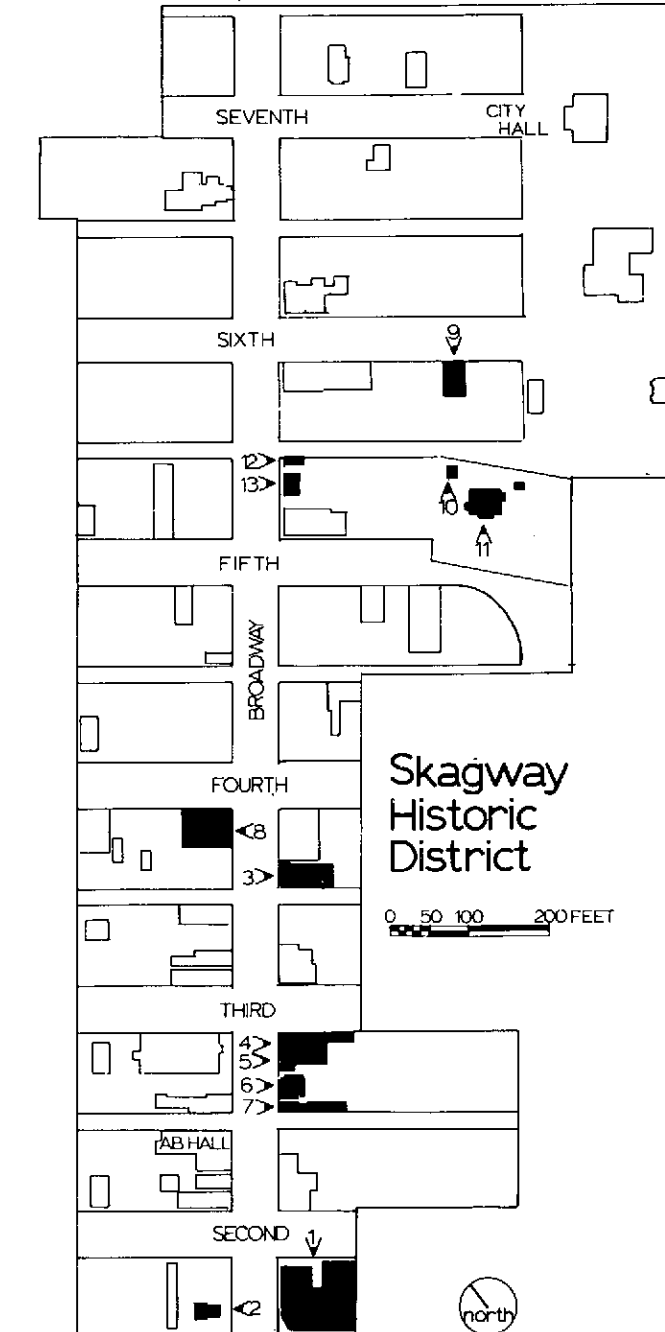 SEVENTH
CITY
HALL
SIXTH
9
12
13
10
11
FIFTH
BROADWAY
FOURTH
Skagway
Historic
District
8
3
0 50 100 200 FEET
THIRD
4
5
6
7
AB HALL
SECOND
1
2
north